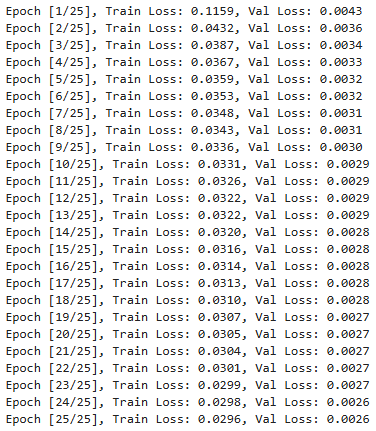 Epoch [1/25], Train Loss: 0.1159, Val Loss: 0.0043
Epoch [2/25], Train Loss: 0.0432, Val Loss: 0.0036
Epoch [3/25], Train Loss: 0.0387, Val Loss: 0.0034
Epoch [4/25], Train Loss: 0.0367, Val Loss: 0.0033
Epoch [5/25], Train Loss: 0.0359, Val Loss: 0.0032
Epoch [6/25], Train Loss: 0.0353, Val Loss: 0.0032
Epoch [7/25], Train Loss: 0.0348, Val Loss: 0.0031
Epoch [8/25], Train Loss: 0.0343, Val Loss: 0.0031
Epoch [9/25], Train Loss: 0.0336, Val Loss: 0.0030
Epoch [10/25], Train Loss: 0.0331, Val Loss: 0.0029
Epoch [11/25], Train Loss: 0.0326, Val Loss: 0.0029
Epoch [12/25], Train Loss: 0.0322, Val Loss: 0.0029
Epoch [13/25], Train Loss: 0.0322, Val Loss: 0.0029
Epoch [14/25], Train Loss: 0.0320, Val Loss: 0.0028
Epoch [15/25], Train Loss: 0.0316, Val Loss: 0.0028
Epoch [16/25], Train Loss: 0.0314, Val Loss: 0.0028
Epoch [17/25], Train Loss: 0.0313, Val Loss: 0.0028
Epoch [18/25], Train Loss: 0.0310, Val Loss: 0.0028
Epoch [19/25], Train Loss: 0.0307, Val Loss: 0.0027
Epoch [20/25], Train Loss: 0.0305, Val Loss: 0.0027
Epoch [21/25], Train Loss: 0.0304, Val Loss: 0.0027
Epoch [22/25], Train Loss: 0.0301, Val Loss: 0.0027
Epoch [23/25], Train Loss: 0.0299, Val Loss: 0.0027
Epoch [24/25], Train Loss: 0.0298, Val Loss: 0.0026
Epoch [25/25], Train Loss: 0.0296, Val Loss: 0.0026